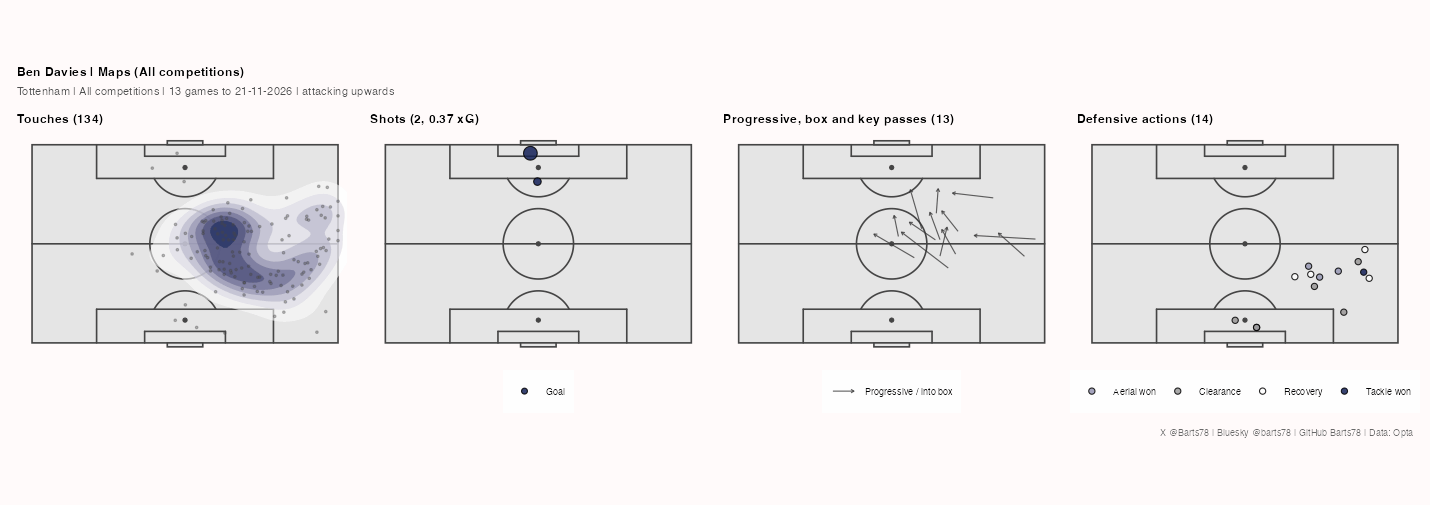 Ben Davies | Maps (All competitions)
Tottenham | All competitions | 13 games to 21-11-2026 | attacking upwards
Touches (134)
Shots (2, 0.37 xG)
Progressive, box and key passes (13)
Defensive actions (14)
Goal
Progressive / into box
Aerial won
Clearance
Recovery
Tackle won
X @Barts78 | Bluesky @barts78 | GitHub Barts78 | Data: Opta